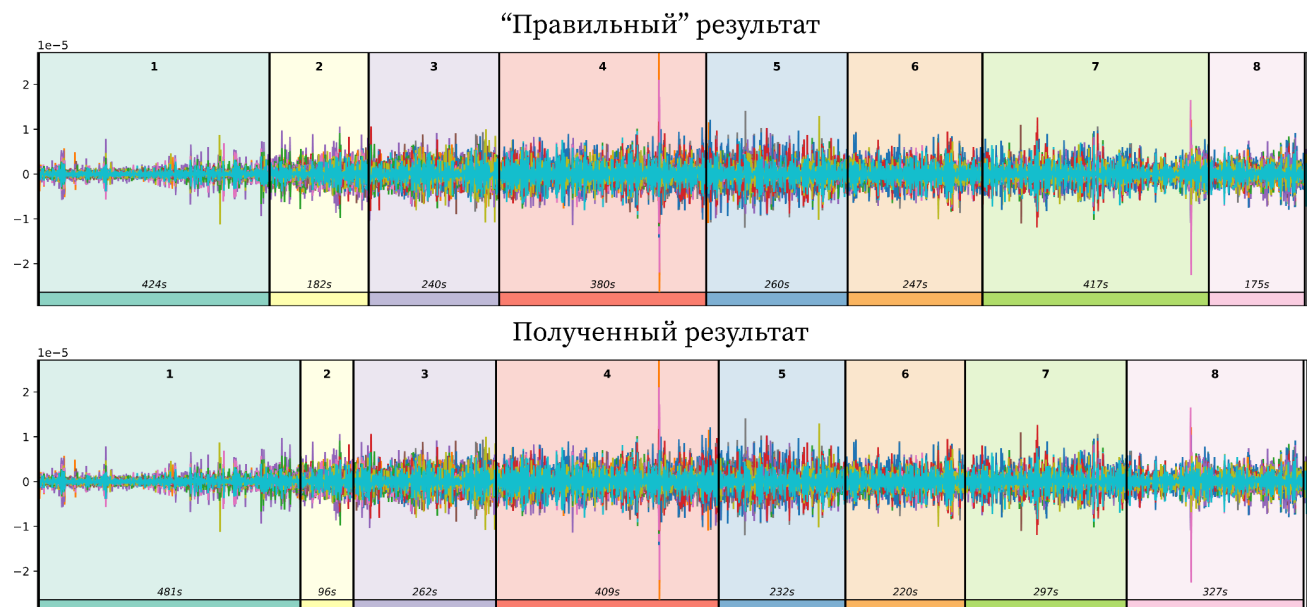 “Правильный” результат
1e−5
1 2 3 4 5 6 7 8
2
1
0
−1
−2
424s 182s 240s 380s 260s 247s 417s 175s
Полученный результат
1e−5
1 2 3 4 5 6 7 8
2
1
0
−1
−2
481s 96s 262s 409s 232s 220s 297s 327s